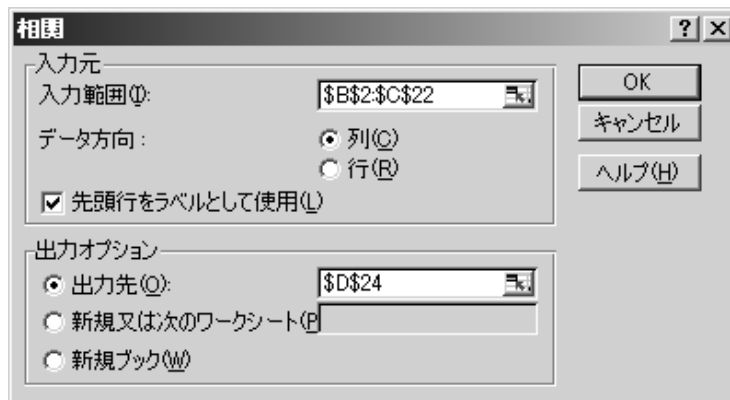 相関
入力元
入力範囲(I):
$B$2:$C$22
データ方向:
列(C)
行(R)
先頭行をラベルとして使用(L)
出力オプション
出力先(O):
$D$24
新規又は次のワークシート(P
新規ブック(W)
OK
キャンセル
ヘルプ(H)